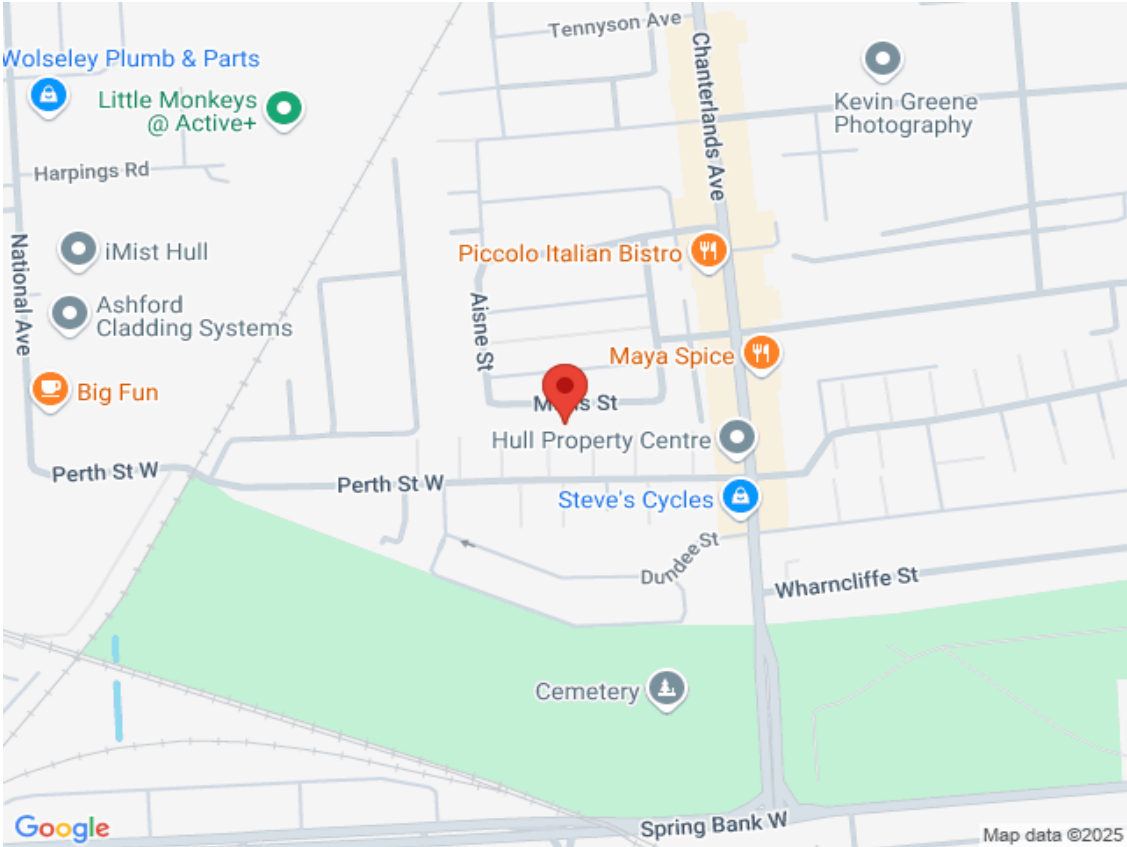 Tennyson Ave
Wolseley Plumb & Parts
Little Monkeys
@ Active+
Chanterlands Ave
Kevin Greene
Photography
Harpings Rd
National Ave
iMist Hull
Piccolo Italian Bistro
Ashford
Cladding Systems
Aisne St
Maya Spice
Big Fun
St
Hull Property Centre
Perth St W
Perth St W
Steve's Cycles
Dundee St
Wharncliffe St
Cemetery
Spring Bank W
Google
Map data ©2025